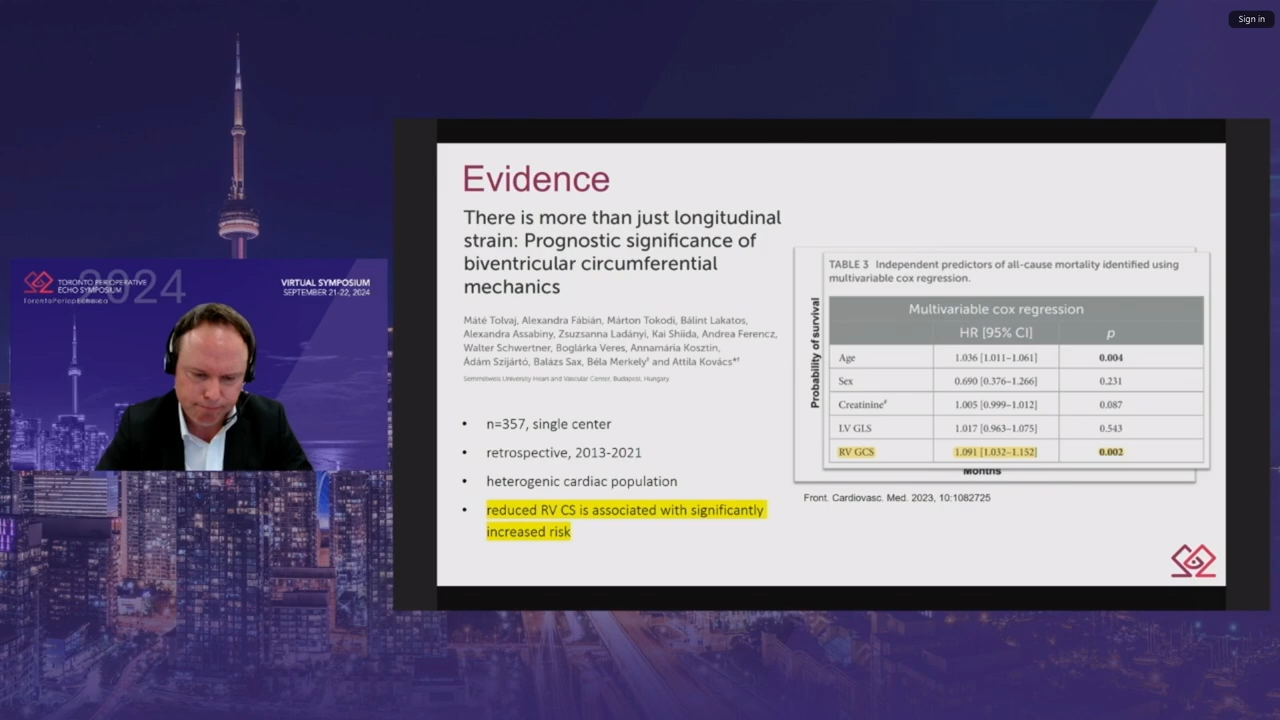 Sign in
2024
TORONTO PERIOPERATIVE
ECHO SYMPOSIUM
VIRTUAL SYMPOSIUM
SEPTEMBER 21-22, 2024
Evidence
There is more than just longitudinal
strain: Prognostic significance of
biventricular circumferential
mechanics
Máté Tolvaj, Alexandra Fábián, Márton Tokodi, Bálint Lakatos,
Alexandra Assabiny, Zsuzsanna Ladányi, Kai Shiida, Andrea Ferencz,
Walter Schwertner, Boglárka Veres, Annamária Kosztin,
Ádám Szijártó, Balázs Sax, Béla Merkely‡ and Attila Kovács*†
Semmelweis University Heart and Vascular Center, Budapest, Hungary
• n=357, single center
• retrospective, 2013-2021
• heterogenic cardiac population
• reduced RV CS is associated with significantly
increased risk
Probability of survival
TABLE 3 Independent predictors of all-cause mortality identified using
multivariable cox regression.
Multivariable cox regression
HR [95% CI] p
Age 1.036 [1.011–1.061] 0.004
Sex 0.690 [0.376–1.266] 0.231
Creatinine# 1.005 [0.999–1.012] 0.087
LV GLS 1.017 [0.963–1.075] 0.543
RV GCS 1.091 [1.032–1.152] 0.002
Months
Front. Cardiovasc. Med. 2023, 10:1082725